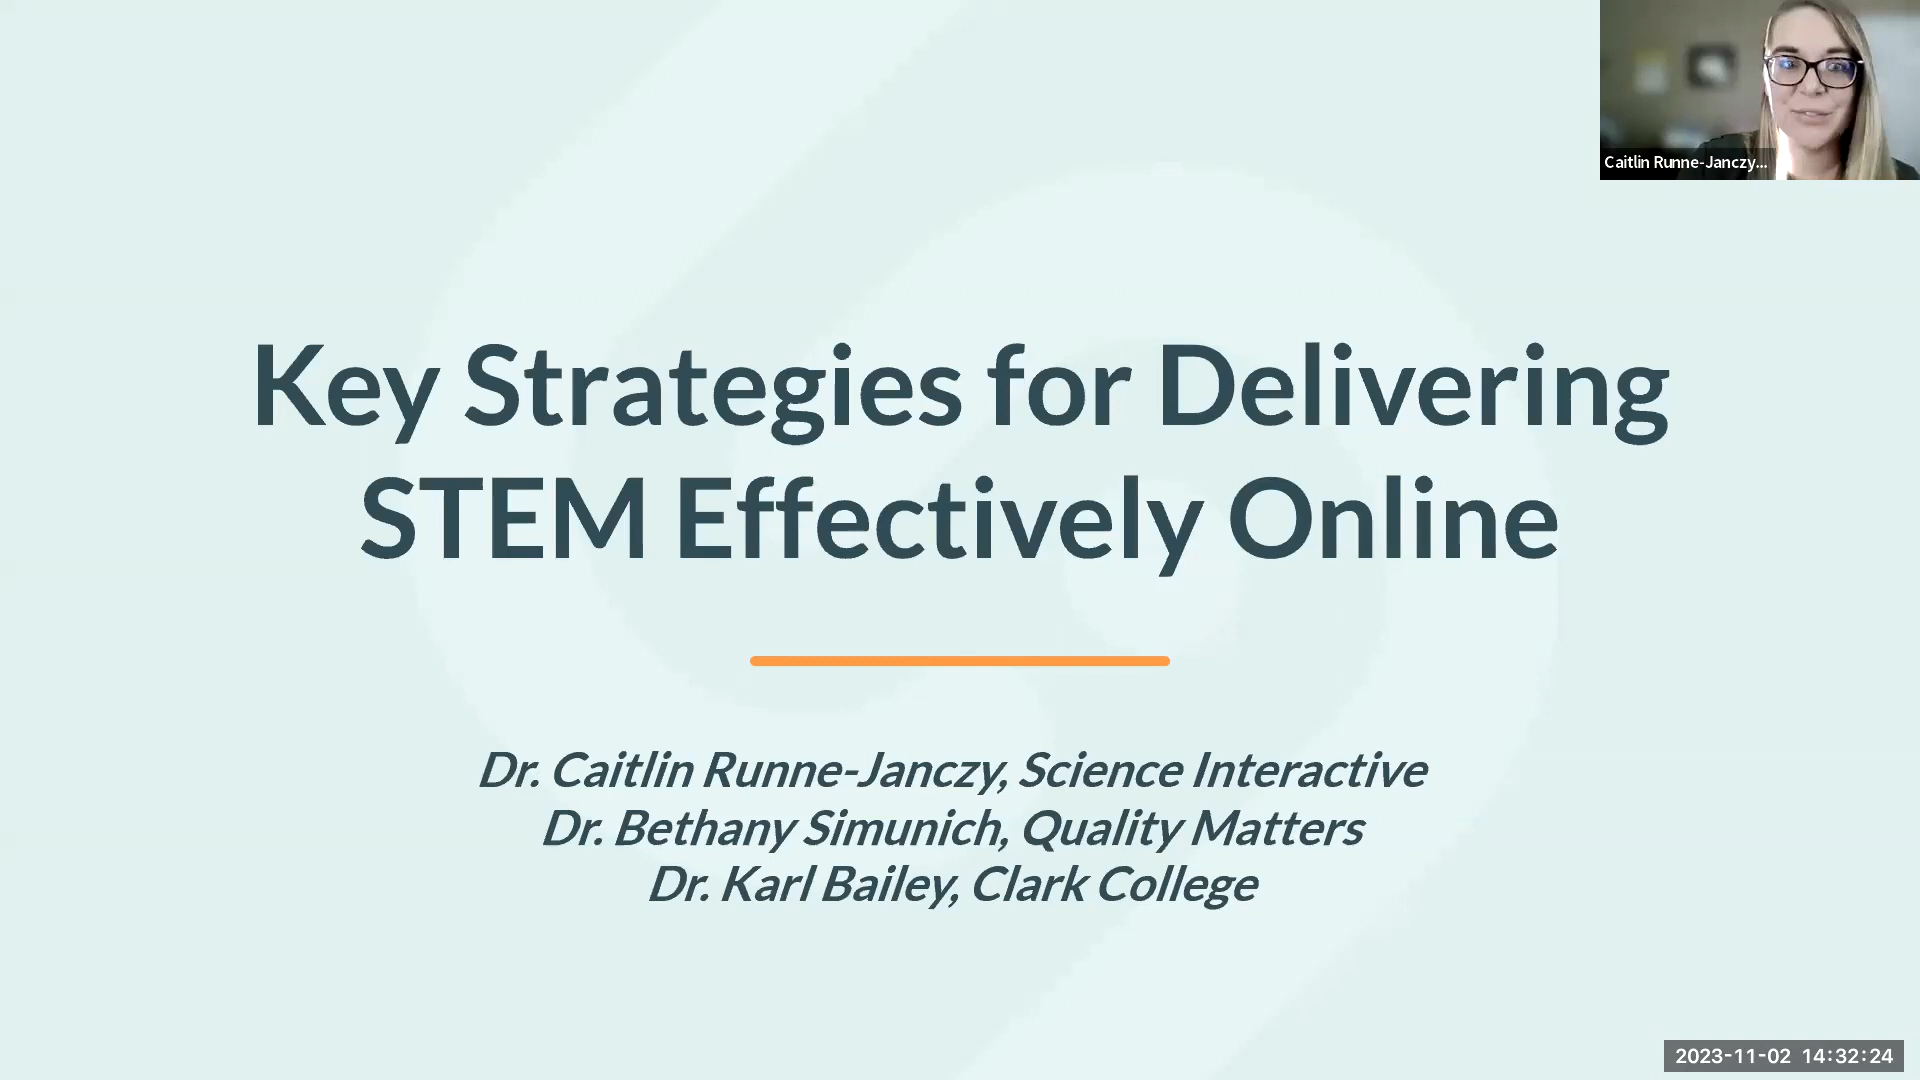 Caitlin Runne-Janczy...
Key Strategies for Delivering
STEM Effectively Online
Dr. Caitlin Runne-Janczy, Science Interactive
Dr. Bethany Simunich, Quality Matters
Dr. Karl Bailey, Clark College
2023-11-02 14:32:24